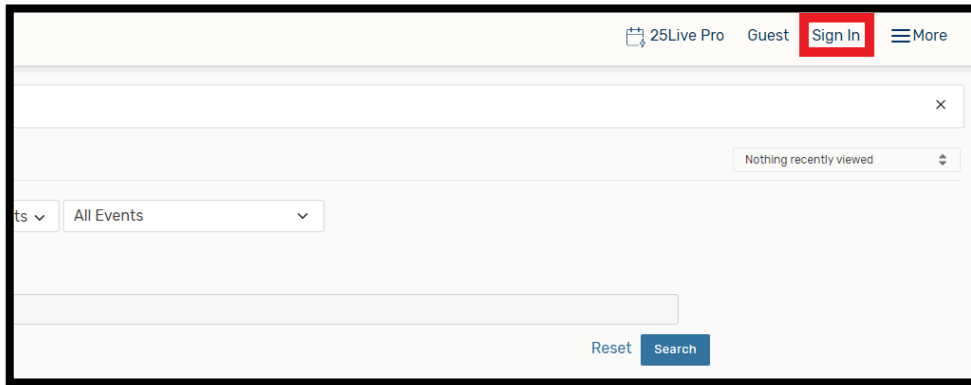 25Live Pro Guest Sign In More
Nothing recently viewed
ts All Events
Reset Search